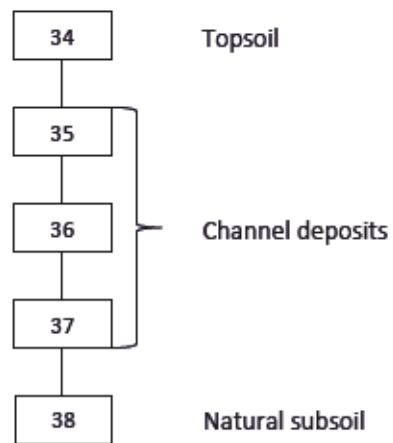 34 Topsoil
35
36 Channel deposits
37
38 Natural subsoil